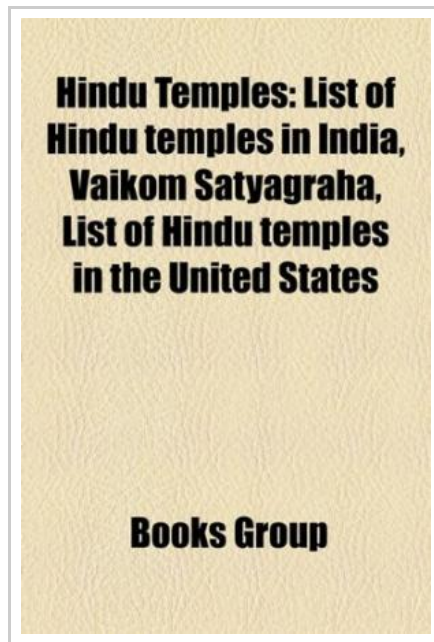 Hindu Temples: List of
Hindu temples in India,
Vaikom Satyagraha,
List of Hindu temples
in the United States
Books Group